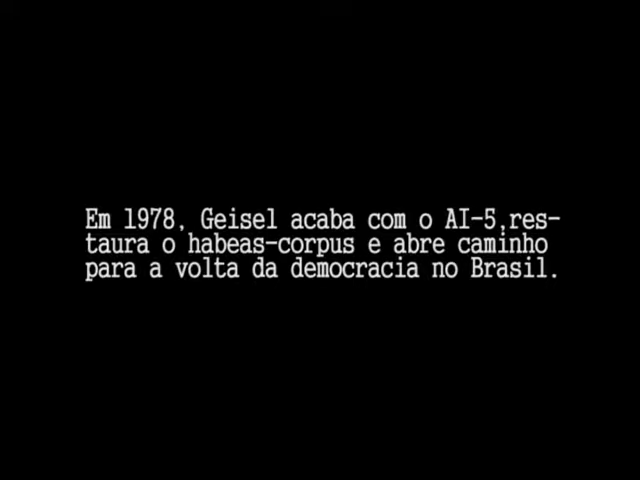 Em 1978, Geisel acaba com o AI-5,res-
taura o habeas-corpus e abre caminho
para a volta da democracia no Brasil.